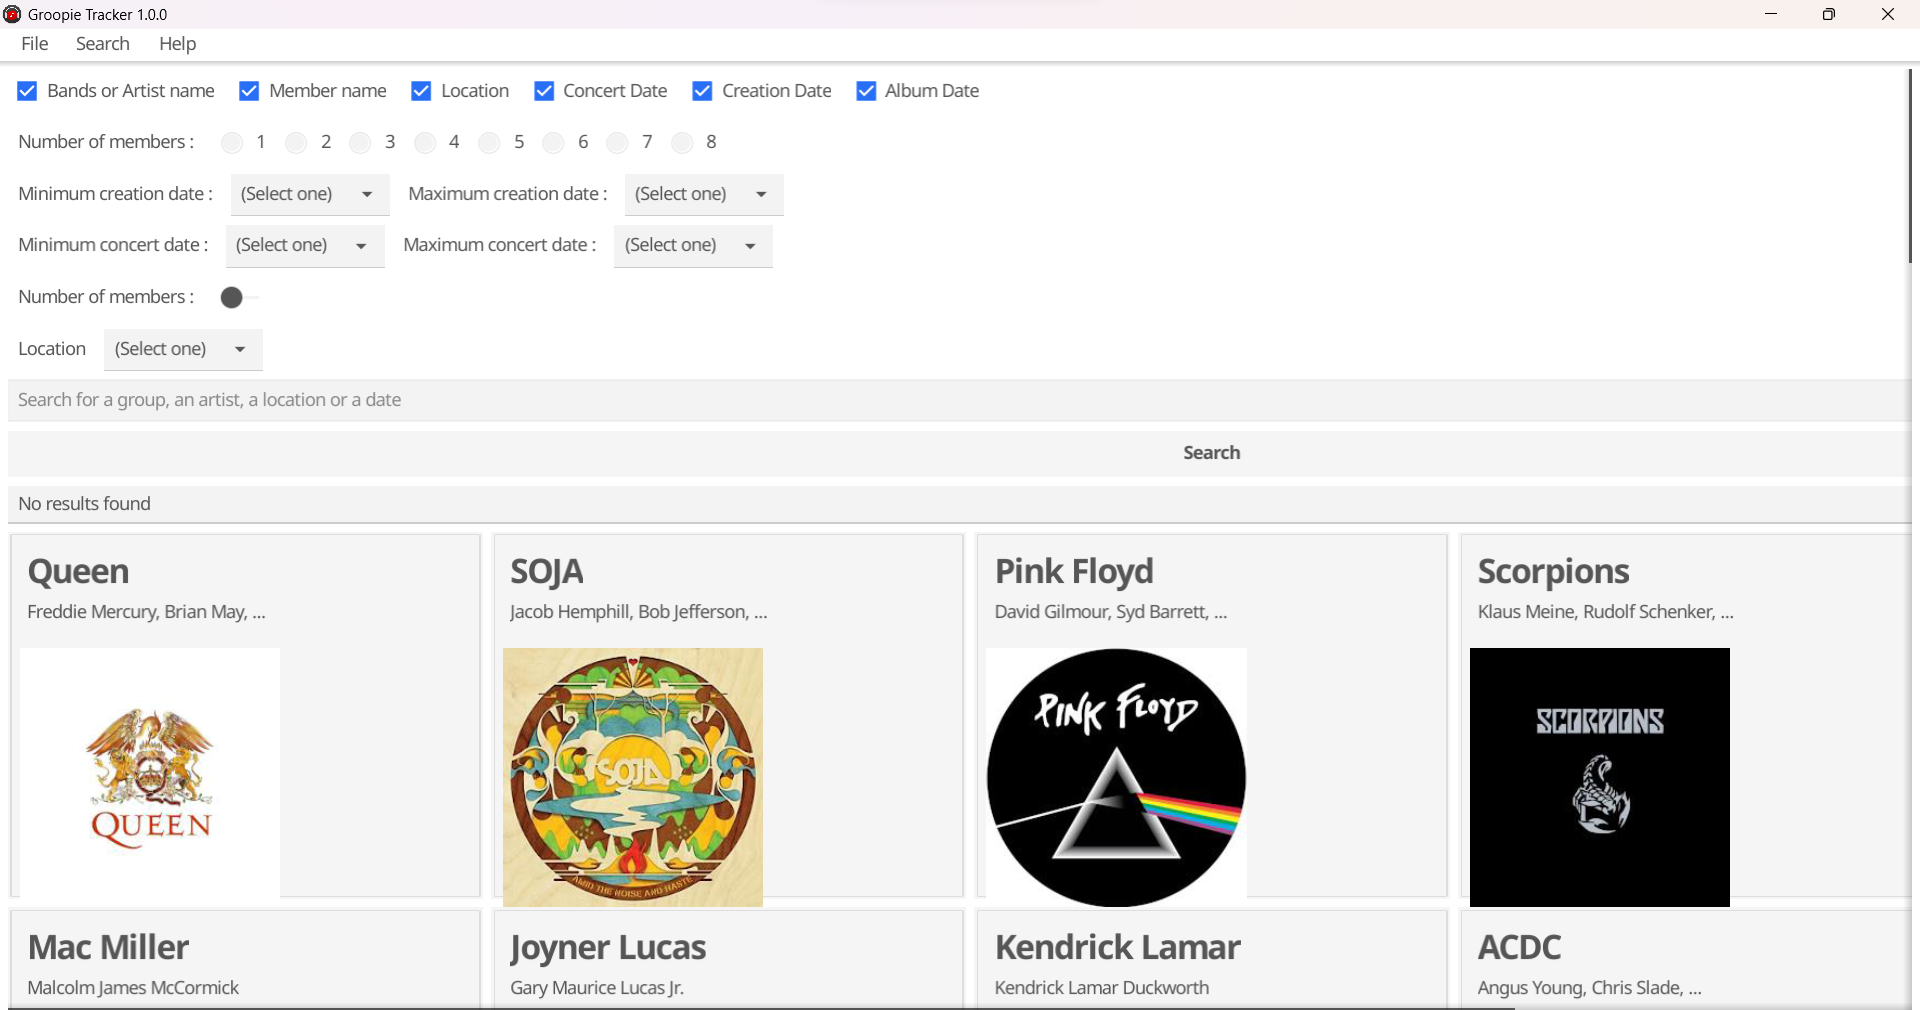 Groopie Tracker 1.0.0
File Search Help
Bands or Artist name Member name Location Concert Date Creation Date Album Date
Number of members : 1 2 3 4 5 6 7 8
Minimum creation date : (Select one) Maximum creation date : (Select one)
Minimum concert date : (Select one) Maximum concert date : (Select one)
Number of members :
Location (Select one)
Search for a group, an artist, a location or a date
Search
No results found
Queen SOJA Pink Floyd Scorpions
Freddie Mercury, Brian May, ... Jacob Hemphill, Bob Jefferson, ... David Gilmour, Syd Barrett, ... Klaus Meine, Rudolf Schenker, ...
QUEEN
SOJA
AMID THE NOISE AND HASTE
PINK FLOYD
SCORPIONS
Mac Miller Joyner Lucas Kendrick Lamar ACDC
Malcolm James McCormick Gary Maurice Lucas Jr. Kendrick Lamar Duckworth Angus Young, Chris Slade, ...